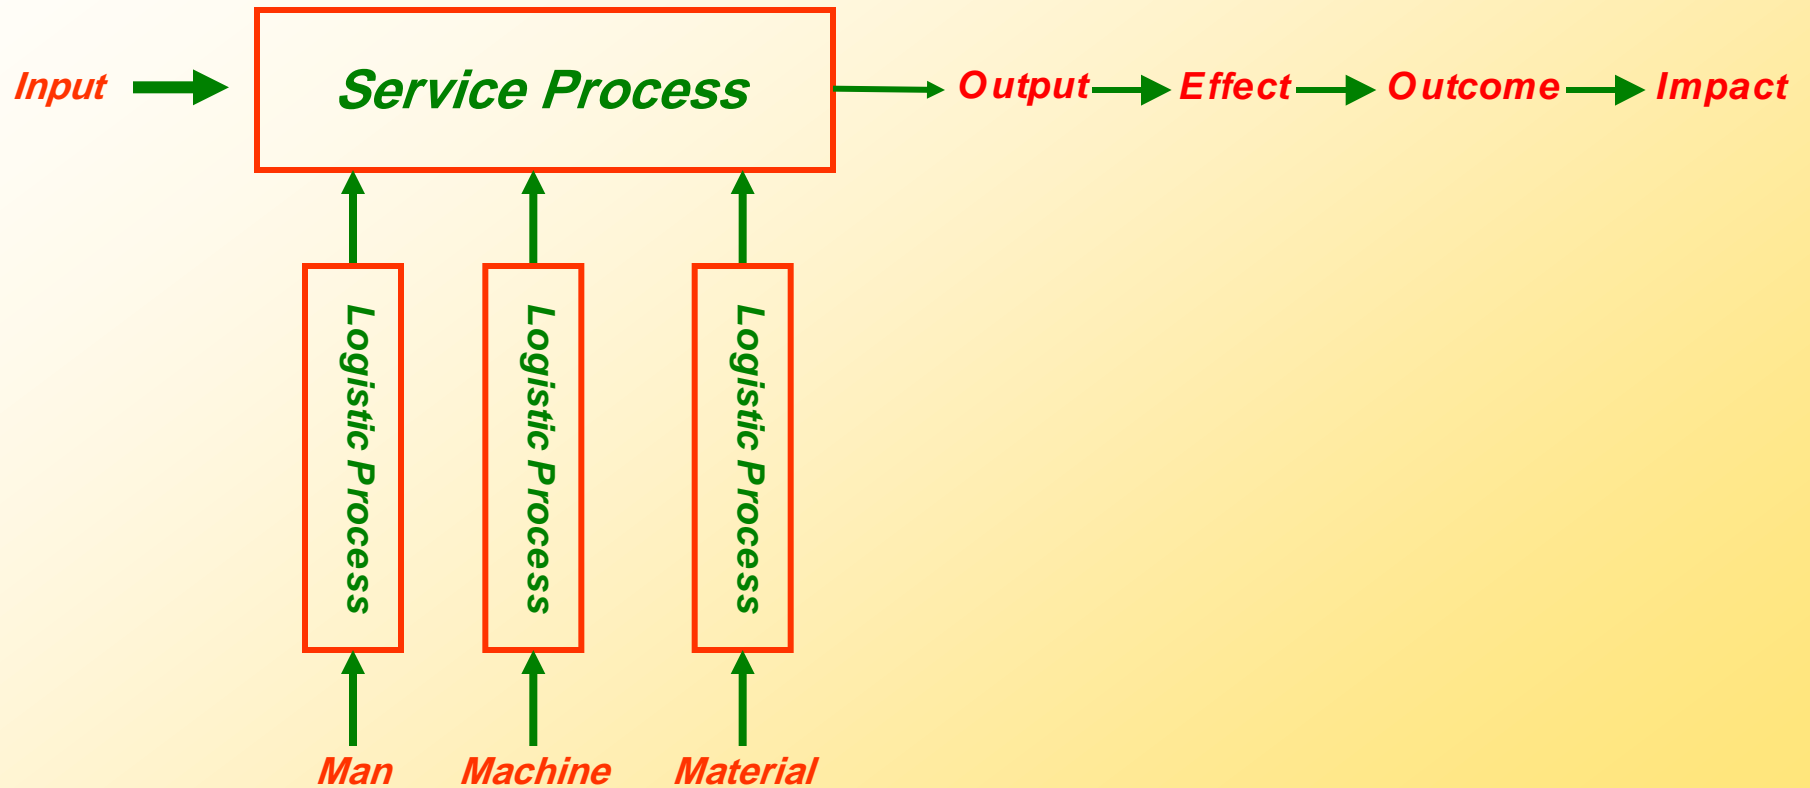 Input
Service Process
Output
Effect
Outcome
Impact
Logistic Process
Logistic Process
Logistic Process
Man
Machine
Material